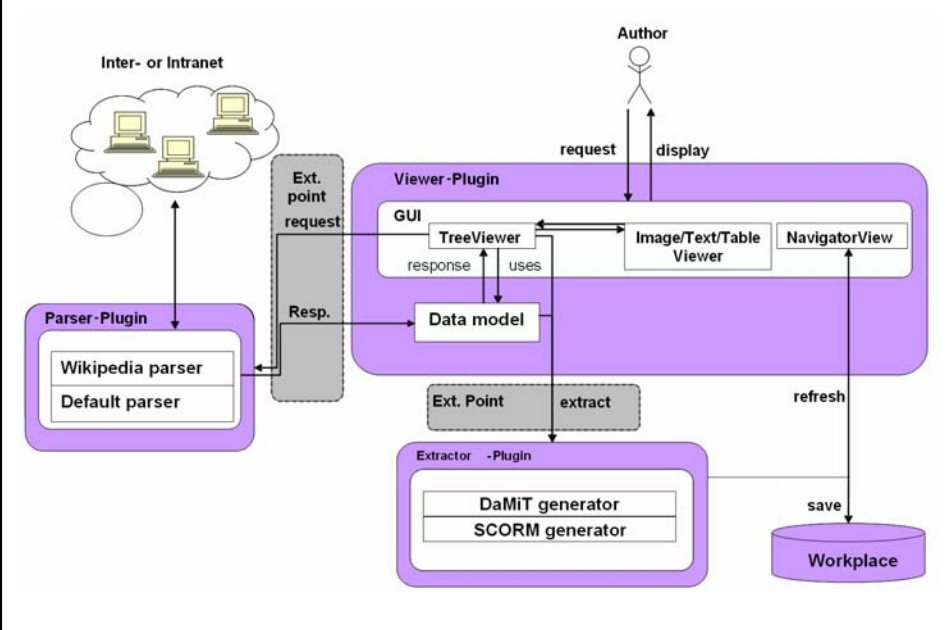 Author
Inter- or Intranet
request
display
Ext.
point
request
Viewer-Plugin
GUI
TreeViewer
Image/Text/Table
Viewer
NavigatorView
response
uses
Resp.
Data model
Parser-Plugin
Wikipedia parser
Default parser
Ext. Point
extract
refresh
Extractor -Plugin
DaMiT generator
SCORM generator
save
Workplace